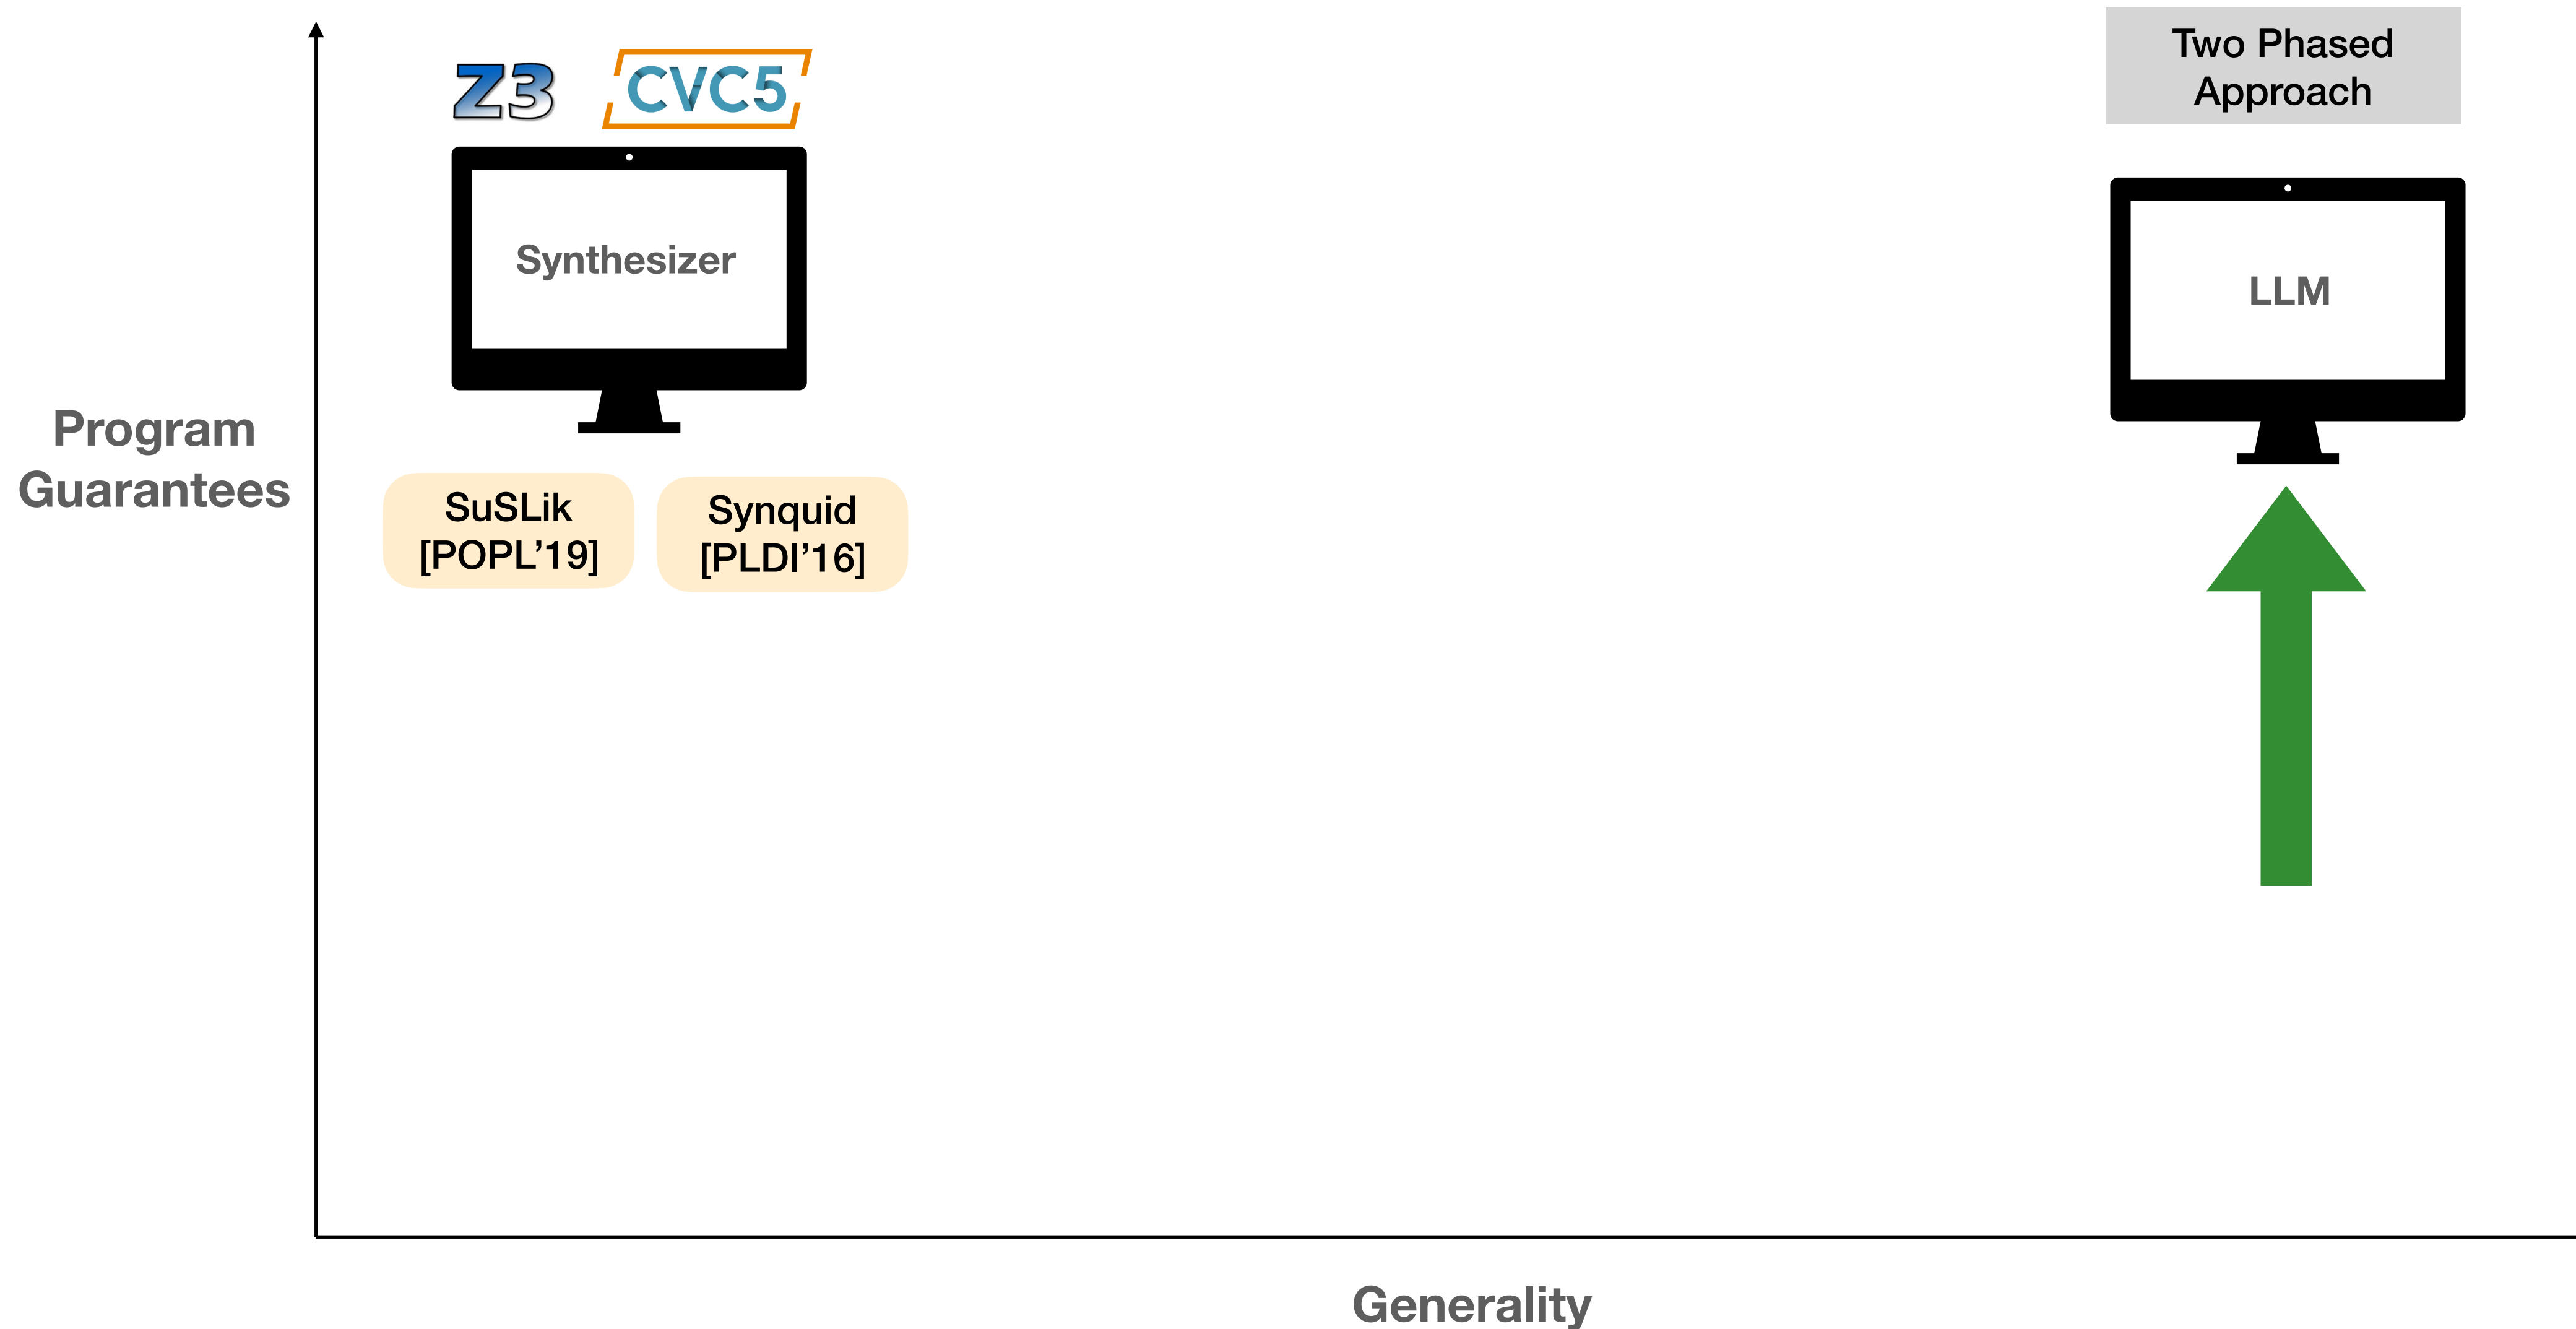 Z3
CVC5
Two Phased
Approach
Synthesizer
LLM
Program
Guarantees
SuSLik
[POPL’19]
Synquid
[PLDI’16]
Generality